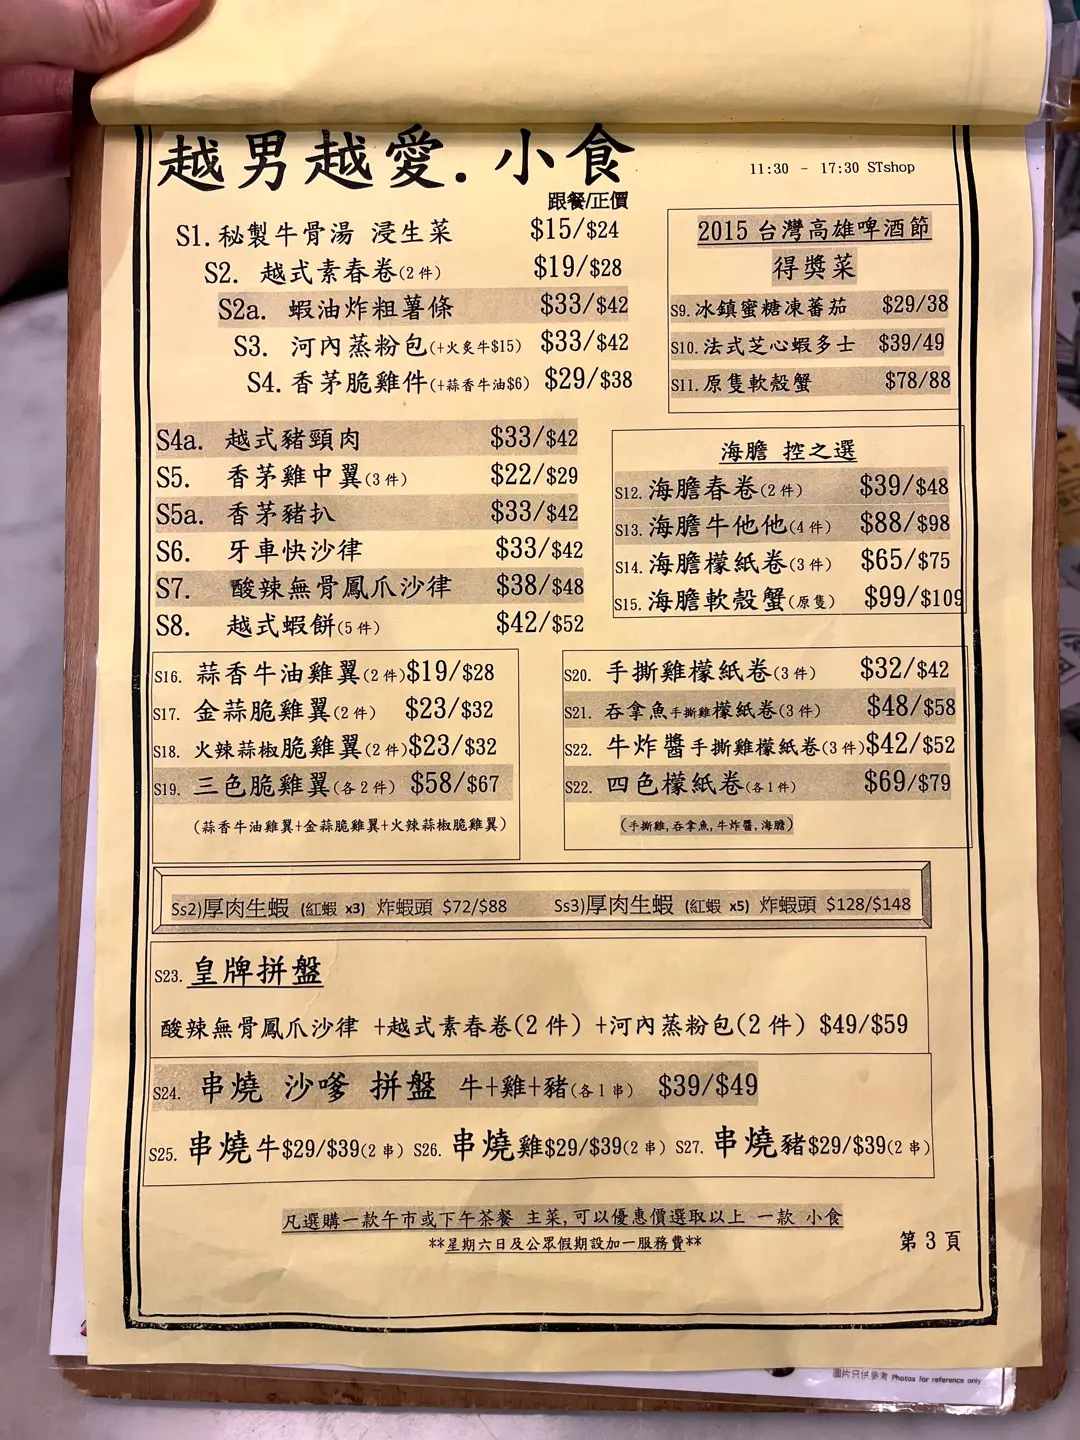 越男越愛.小食
11:30 - 17:30 STshop
跟餐/正價
S1. 秘製牛骨湯 浸生菜 $15/$24
S2. 越式素春卷(2件) $19/$28
S2a. 蝦油炸粗薯條 $33/$42
S3. 河內蒸粉包(+火炙牛$15) $33/$42
S4. 香茅脆雞件(+蒜香牛油$6) $29/$38
2015 台灣高雄啤酒節
得獎菜
S9. 冰鎮蜜糖凍蕃茄 $29/38
S10. 法式芝心蝦多士 $39/49
S11. 原隻軟殼蟹 $78/88
S4a. 越式豬頸肉 $33/$42
S5. 香茅雞中翼(3件) $22/$29
S5a. 香茅豬扒 $33/$42
S6. 牙車快沙律 $33/$42
S7. 酸辣無骨鳳爪沙律 $38/$48
S8. 越式蝦餅(5件) $42/$52
海膽 控之選
S12. 海膽春卷(2件) $39/$48
S13. 海膽牛他他(4件) $88/$98
S14. 海膽檬紙卷(3件) $65/$75
S15. 海膽軟殼蟹(原隻) $99/$109
S16. 蒜香牛油雞翼(2件)$19/$28
S17. 金蒜脆雞翼(2件) $23/$32
S18. 火辣蒜椒脆雞翼(2件)$23/$32
S19. 三色脆雞翼(各2件) $58/$67
(蒜香牛油雞翼+金蒜脆雞翼+火辣蒜椒脆雞翼)
S20. 手撕雞檬紙卷(3件) $32/$42
S21. 吞拿魚手撕雞檬紙卷(3件) $48/$58
S22. 牛炸醬手撕雞檬紙卷(3件)$42/$52
S22. 四色檬紙卷(各1件) $69/$79
(手撕雞,吞拿魚,牛炸醬,海膽)
Ss2)厚肉生蝦 (紅蝦 x3) 炸蝦頭 $72/$88 Ss3)厚肉生蝦 (紅蝦 x5) 炸蝦頭 $128/$148
S23. 皇牌拼盤
酸辣無骨鳳爪沙律 +越式素春卷(2件) +河內蒸粉包(2件) $49/$59
S24. 串燒 沙嗲 拼盤 牛+雞+豬(各1串) $39/$49
S25. 串燒牛$29/$39(2串) S26. 串燒雞$29/$39(2串) S27. 串燒豬$29/$39(2串)
凡選購一款午市或下午茶餐 主菜,可以優惠價選取以上 一款 小食
**星期六日及公眾假期設加一服務費**
第3頁
圖片只供參考 Photos for reference only